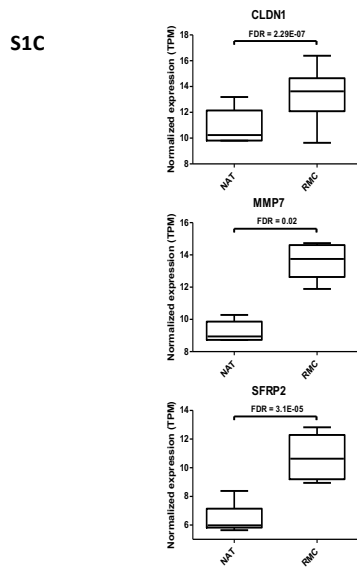 S1C
CLDN1
FDR = 2.29E-07
Normalized expression (TPM)
18
16
14
12
10
8
NAT
RMC
MMP7
FDR = 0.02
Normalized expression (TPM)
16
14
12
10
8
NAT
RMC
SFRP2
FDR = 3.1E-05
Normalized expression (TPM)
14
12
10
8
6
NAT
RMC